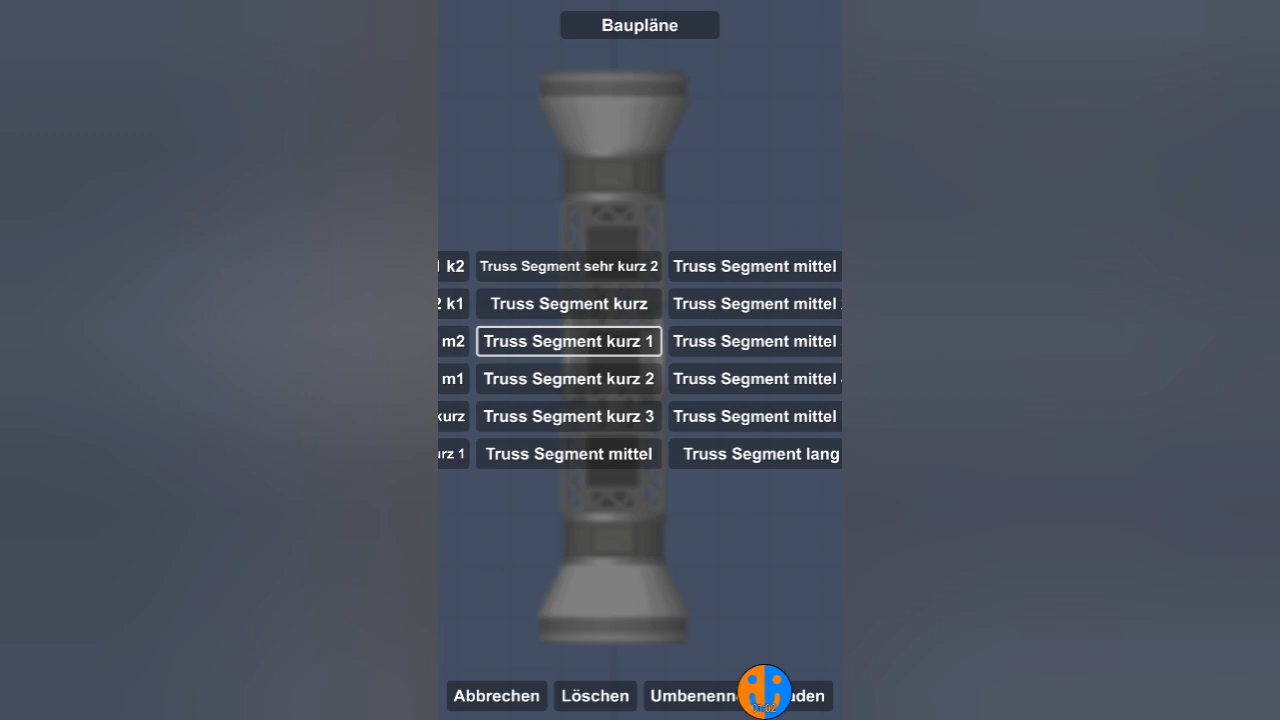 Baupläne
k2 Truss Segment sehr kurz 2 Truss Segment mittel
k1 Truss Segment kurz Truss Segment mittel
m2 Truss Segment kurz 1 Truss Segment mittel
m1 Truss Segment kurz 2 Truss Segment mittel
kurz Truss Segment kurz 3 Truss Segment mittel
1 Truss Segment mittel Truss Segment lang
Abbrechen Löschen Umbenenn aden